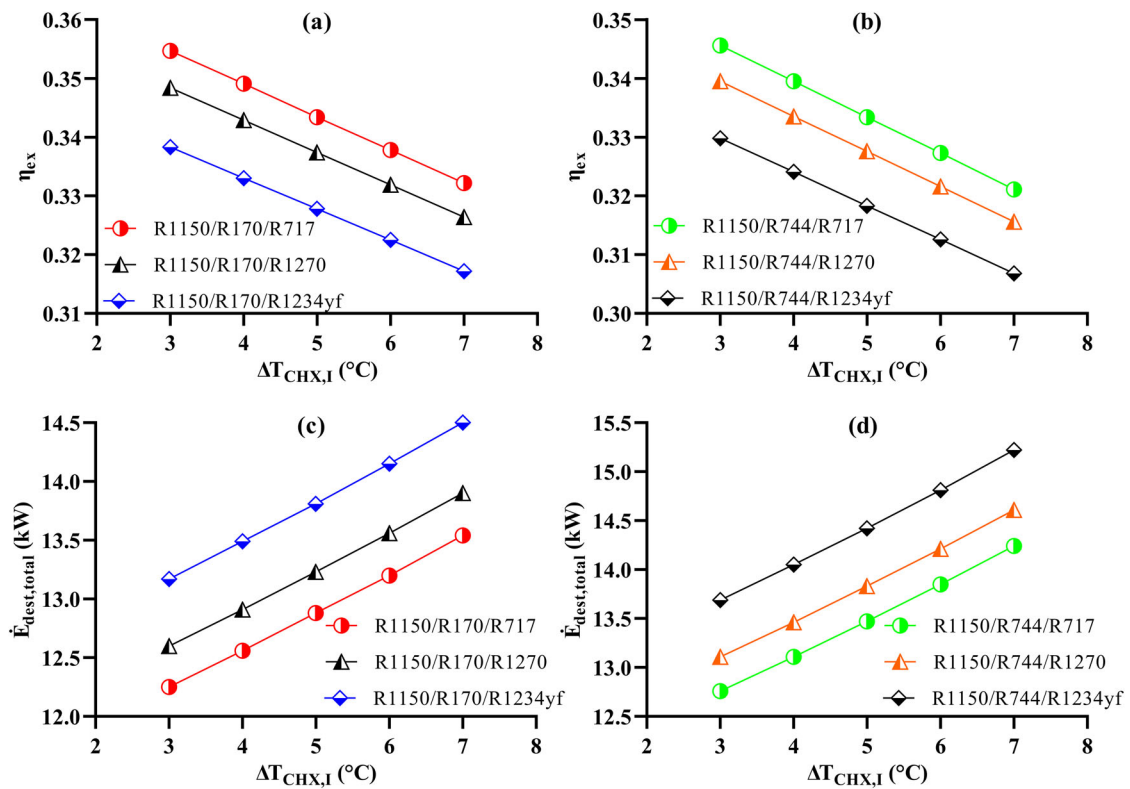 (a)
0.36
0.35
0.34
0.33
0.32
0.31
ηex
R1150/R170/R717
R1150/R170/R1270
R1150/R170/R1234yf
2 3 4 5 6 7 8
ΔTCHX,I (°C)
(b)
0.35
0.34
0.33
0.32
0.31
0.30
ηex
R1150/R744/R717
R1150/R744/R1270
R1150/R744/R1234yf
2 3 4 5 6 7 8
ΔTCHX,I (°C)
(c)
14.5
14.0
13.5
13.0
12.5
12.0
Ėdest,total (kW)
R1150/R170/R717
R1150/R170/R1270
R1150/R170/R1234yf
2 3 4 5 6 7 8
ΔTCHX,I (°C)
(d)
15.5
15.0
14.5
14.0
13.5
13.0
12.5
Ėdest,total (kW)
R1150/R744/R717
R1150/R744/R1270
R1150/R744/R1234yf
2 3 4 5 6 7 8
ΔTCHX,I (°C)